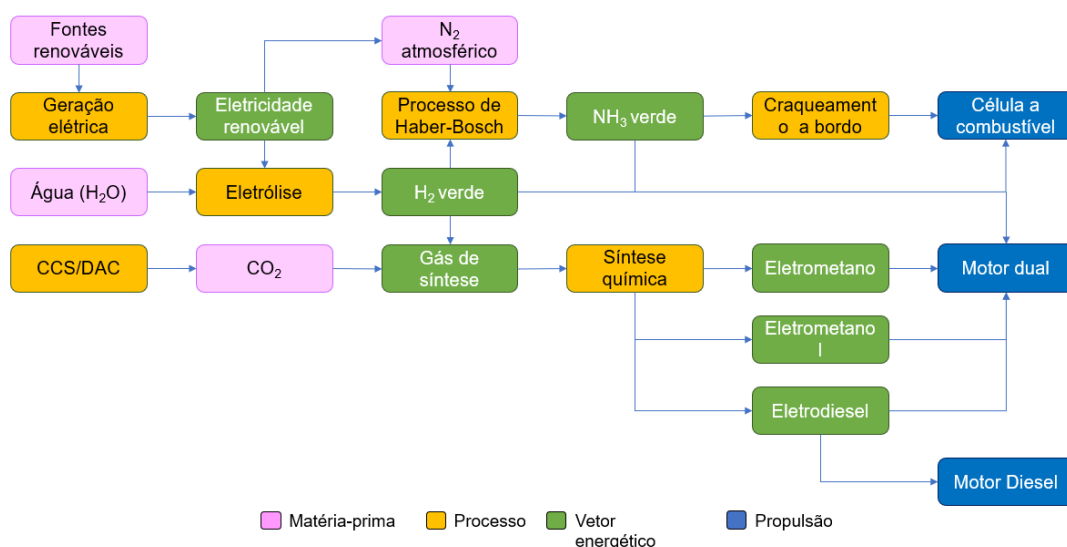 Fontes
renováveis
N₂
atmosférico
Geração
elétrica
Eletricidade
renovável
Processo de
Haber-Bosch
NH₃ verde
Craqueament
o a bordo
Célula a
combustível
Água (H₂O)
Eletrólise
H₂ verde
CCS/DAC
CO₂
Gás de
síntese
Síntese
química
Eletrometano
Motor dual
Eletrometano
l
Eletrodiesel
Motor Diesel
Matéria-prima
Processo
Vetor
energético
Propulsão